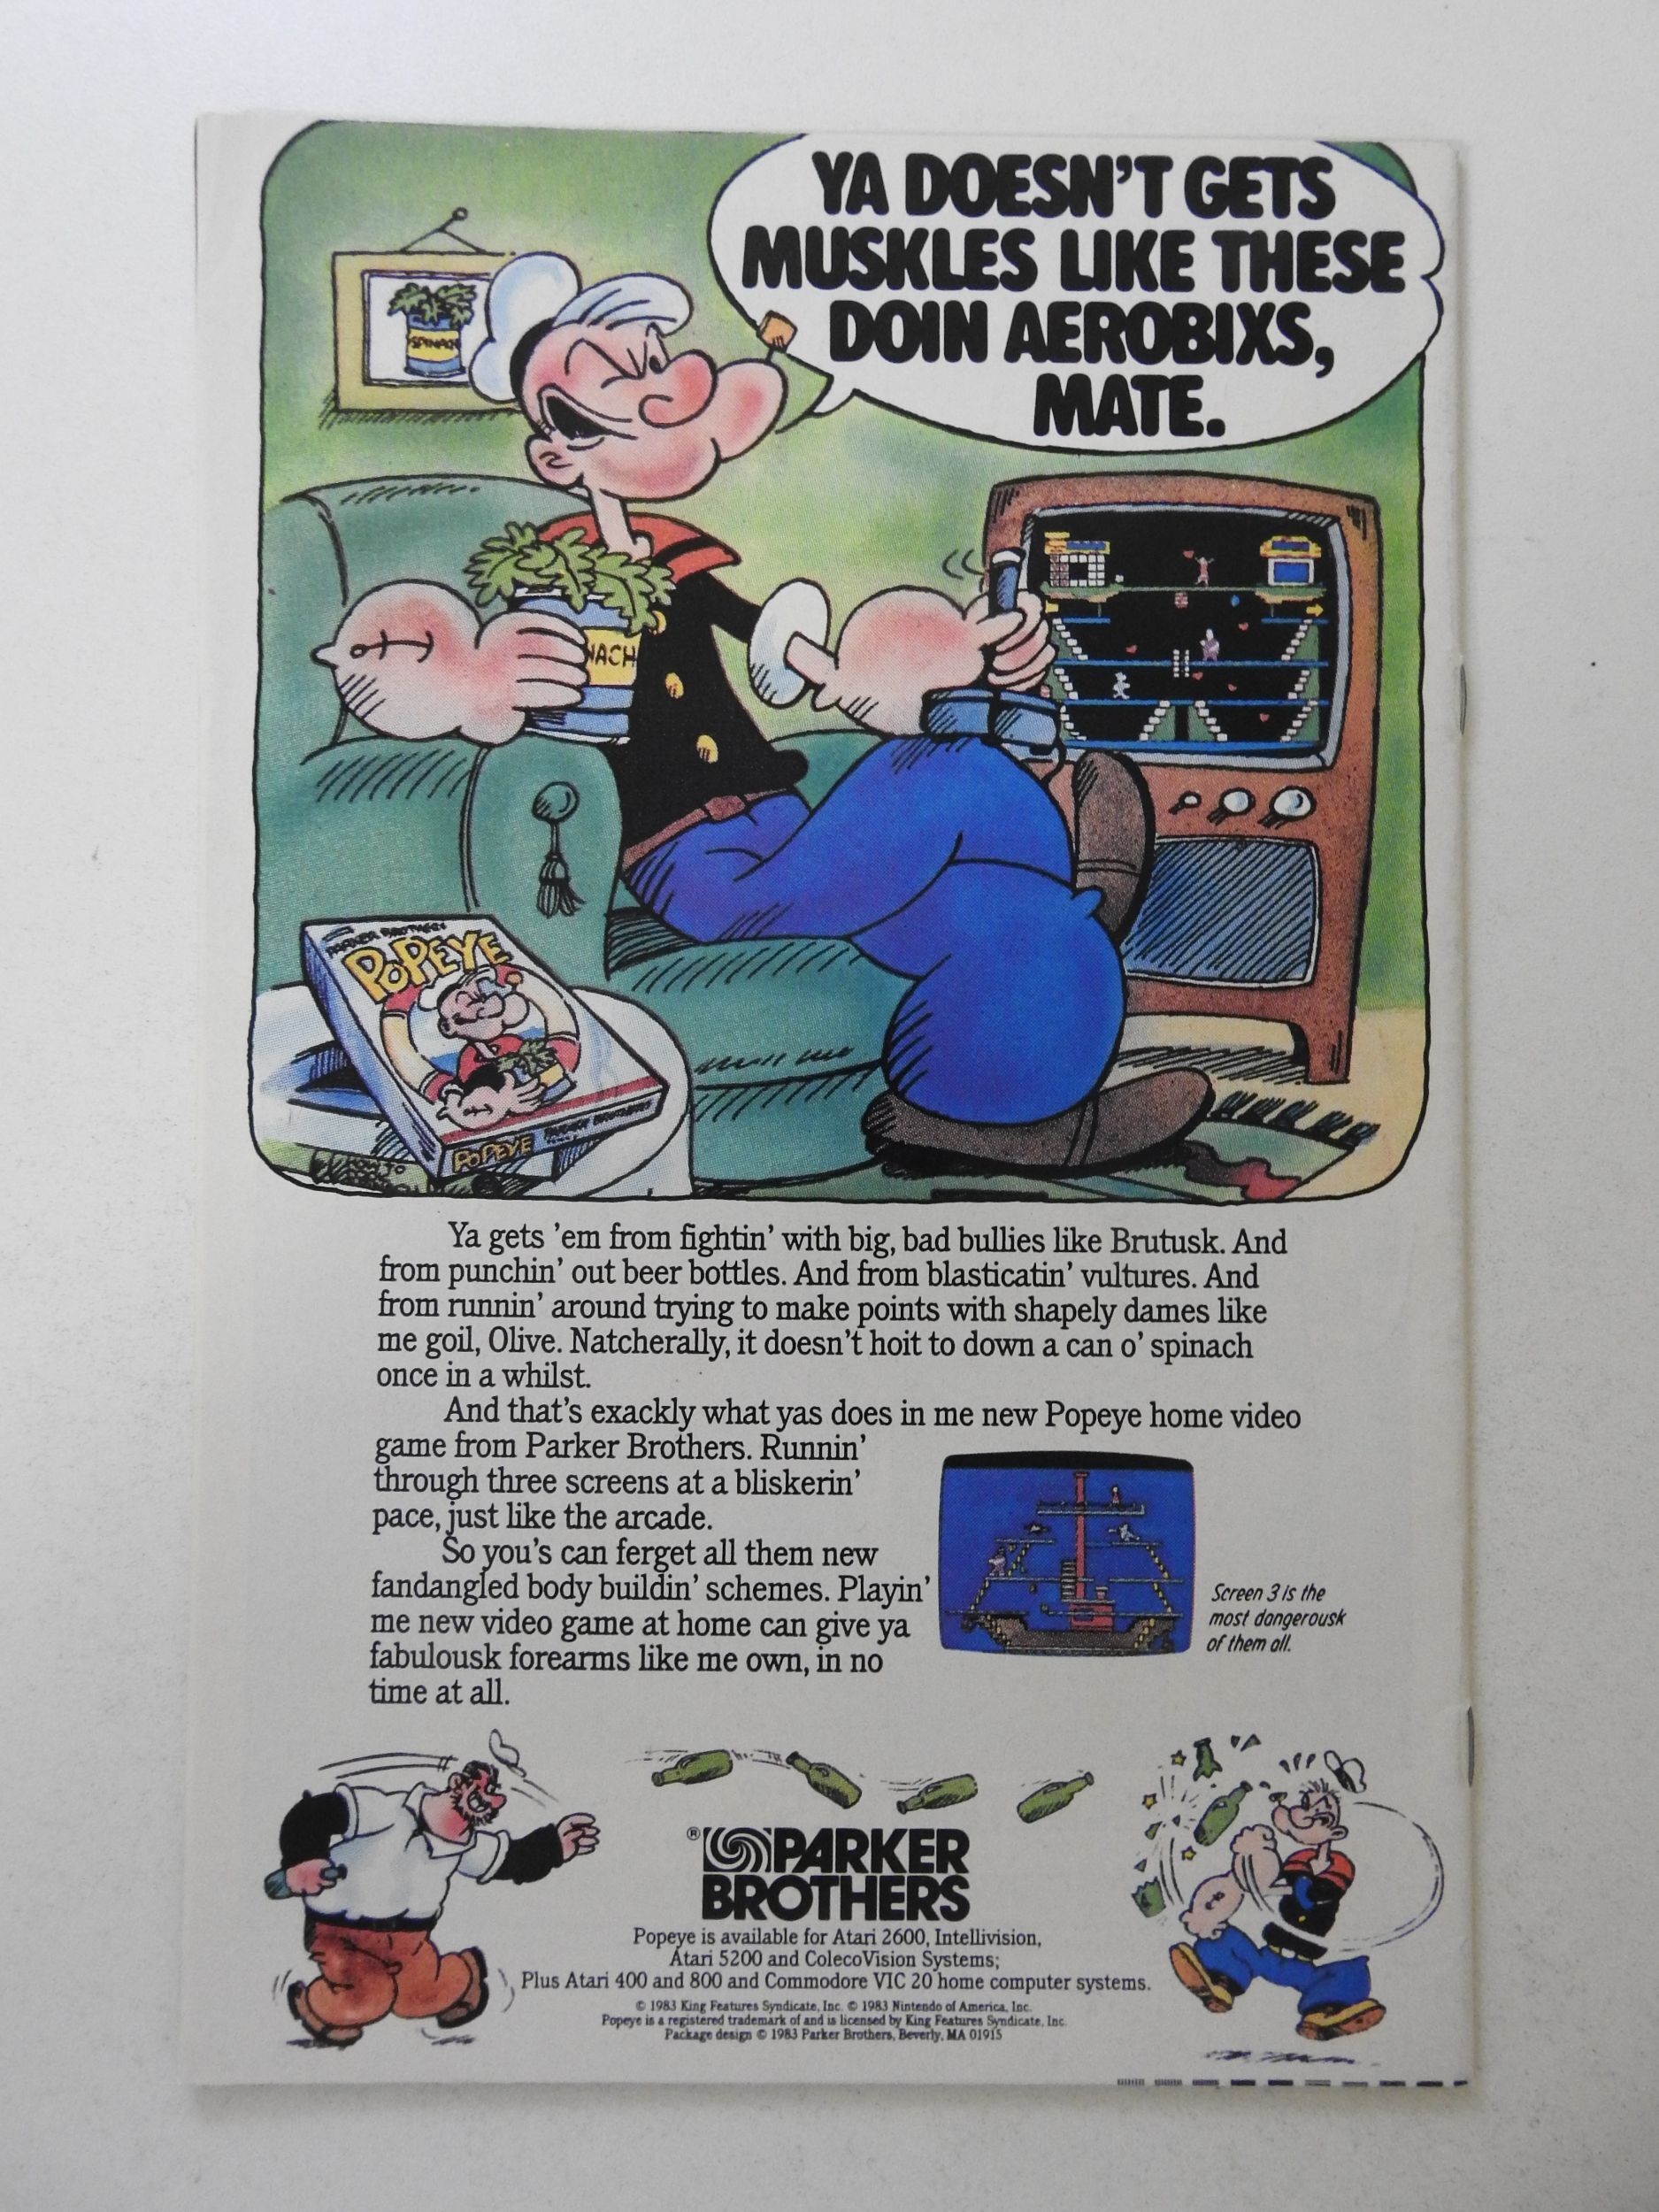 YA DOESN'T GETS
MUSKLES LIKE THESE
DOIN AEROBIXS,
MATE.
SPINACH
NACH
PARKER BROTHERS
POPEYE
POPEYE PARKER BROTHERS
Ya gets 'em from fightin' with big, bad bullies like Brutusk. And
from punchin' out beer bottles. And from blasticatin' vultures. And
from runnin' around trying to make points with shapely dames like
me goil, Olive. Natcherally, it doesn't hoit to down a can o' spinach
once in a whilst.
And that's exackly what yas does in me new Popeye home video
game from Parker Brothers. Runnin'
through three screens at a bliskerin'
pace, just like the arcade.
So you's can ferget all them new
fandangled body buildin' schemes. Playin'
me new video game at home can give ya
fabulousk forearms like me own, in no
time at all.
Screen 3 is the
most dangerousk
of them all.
® PARKER
BROTHERS
Popeye is available for Atari 2600, Intellivision,
Atari 5200 and ColecoVision Systems;
Plus Atari 400 and 800 and Commodore VIC 20 home computer systems.
© 1983 King Features Syndicate, Inc. © 1983 Nintendo of America, Inc.
Popeye is a registered trademark of and is licensed by King Features Syndicate, Inc.
Package design © 1983 Parker Brothers, Beverly, MA 01915